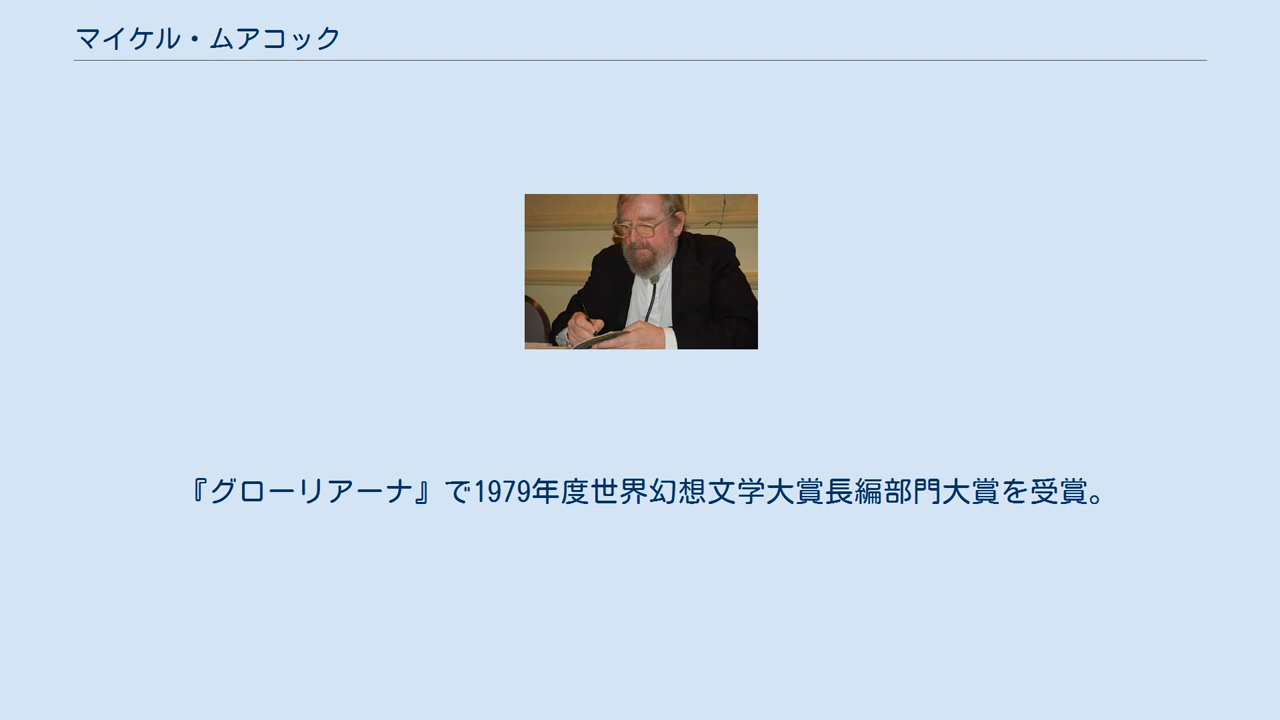 マイケル・ムアコック
『グローリアーナ』で1979年度世界幻想文学大賞長編部門大賞を受賞。